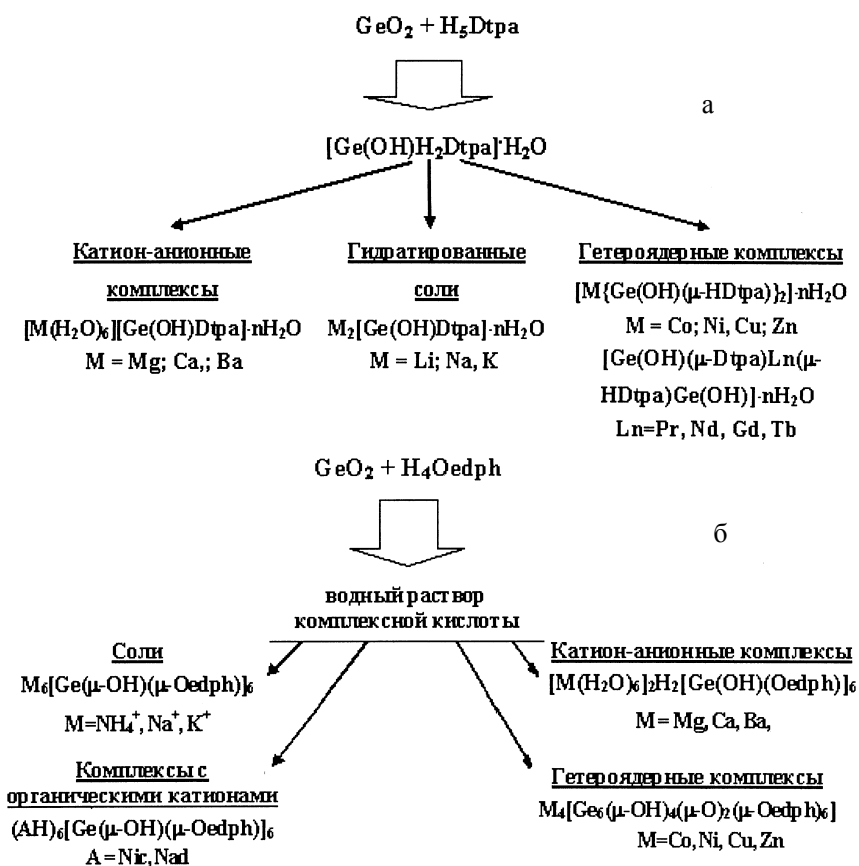 GeO₂ + H₅Dtpa
а
[Ge(OH)H₂Dtpa]·H₂O
Катион-анионные
комплексы
[M(H₂O)₆][Ge(OH)Dtpa]·nH₂O
M = Mg; Ca,; Ba
Гидратированные
соли
M₂[Ge(OH)Dtpa]·nH₂O
M = Li; Na, K
Гетероядерные комплексы
[M{Ge(OH)(μ-HDtpa)}₂]·nH₂O
M = Co; Ni, Cu; Zn
[Ge(OH)(μ-Dtpa)Ln(μ-
HDtpa)Ge(OH)]·nH₂O
Ln=Pr, Nd, Gd, Tb
GeO₂ + H₄Oedph
б
водный раствор
комплексной кислоты
Соли
M₆[Ge(μ-OH)(μ-Oedph)]₆
M=NH₄⁺, Na⁺, K⁺
Катион-анионные комплексы
[M(H₂O)₆]₂H₂[Ge(OH)(Oedph)]₆
M = Mg, Ca, Ba,
Комплексы с
органическими катионами
(AH)₆[Ge(μ-OH)(μ-Oedph)]₆
A = Nic, Nad
Гетероядерные комплексы
M₄[Ge₆(μ-OH)₄(μ-O)₂(μ-Oedph)₆]
M=Co, Ni, Cu, Zn